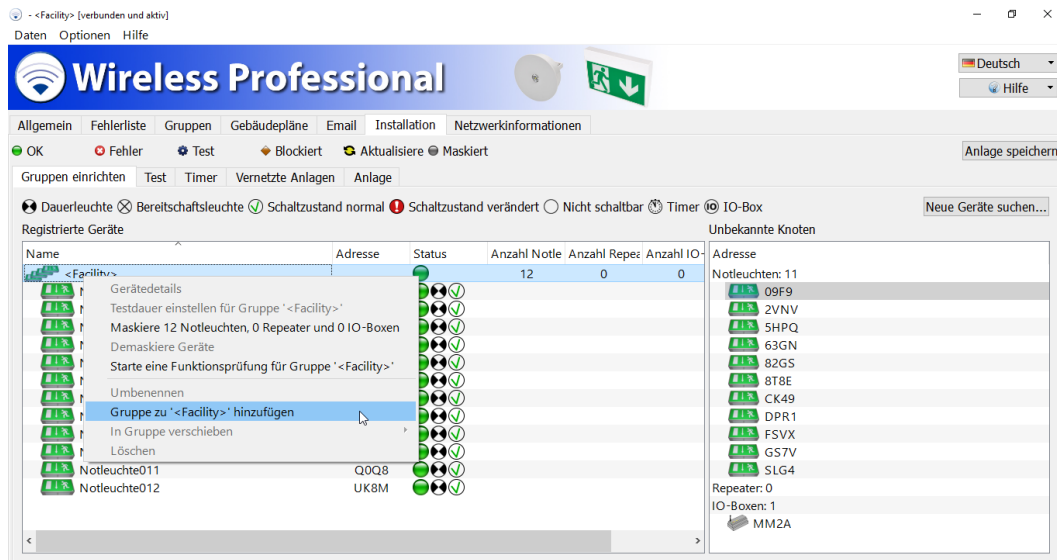 - <Facility> [verbunden und aktiv]
Daten Optionen Hilfe
Wireless Professional
Deutsch
Hilfe
Allgemein Fehlerliste Gruppen Gebäudepläne Email Installation Netzwerkinformationen
OK Fehler Test Blockiert Aktualisiere Maskiert Anlage speichern
Gruppen einrichten Test Timer Vernetzte Anlagen Anlage
Dauerleuchte Bereitschaftsleuchte Schaltzustand normal Schaltzustand verändert Nicht schaltbar Timer IO IO-Box Neue Geräte suchen...
Registrierte Geräte Unbekannte Knoten
Name Adresse Status Anzahl Notle Anzahl Repea Anzahl IO- Adresse
<Facility> 12 0 0 Notleuchten: 11
Gerätedetails 09F9
Testdauer einstellen für Gruppe '<Facility>' 2VNV
Maskiere 12 Notleuchten, 0 Repeater und 0 IO-Boxen 5HPQ
Demaskiere Geräte 63GN
Starte eine Funktionsprüfung für Gruppe '<Facility>' 82GS
8T8E
Umbenennen CK49
Gruppe zu '<Facility>' hinzufügen DPR1
In Gruppe verschieben FSVX
Löschen GS7V
Notleuchte011 Q0Q8 SLG4
Notleuchte012 UK8M Repeater: 0
IO-Boxen: 1
MM2A